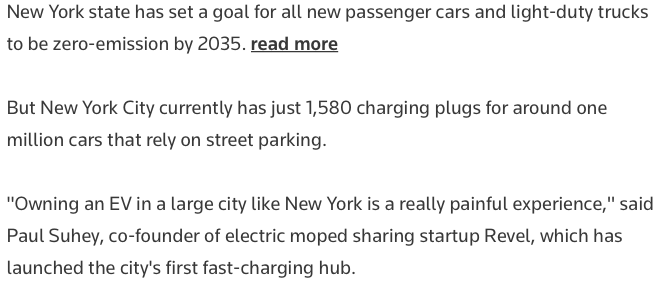 New York state has set a goal for all new passenger cars and light-duty trucks
to be zero-emission by 2035. read more
But New York City currently has just 1,580 charging plugs for around one
million cars that rely on street parking.
"Owning an EV in a large city like New York is a really painful experience," said
Paul Suhey, co-founder of electric moped sharing startup Revel, which has
launched the city's first fast-charging hub.